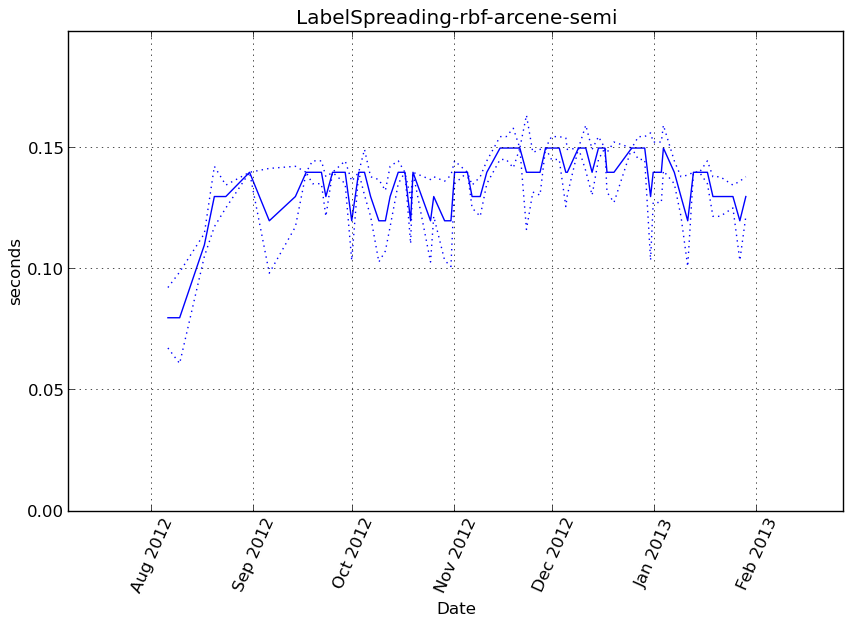 LabelSpreading-rbf-arcene-semi
seconds
0.15
0.10
0.05
0.00
Aug 2012
Sep 2012
Oct 2012
Nov 2012
Dec 2012
Jan 2013
Feb 2013
Date